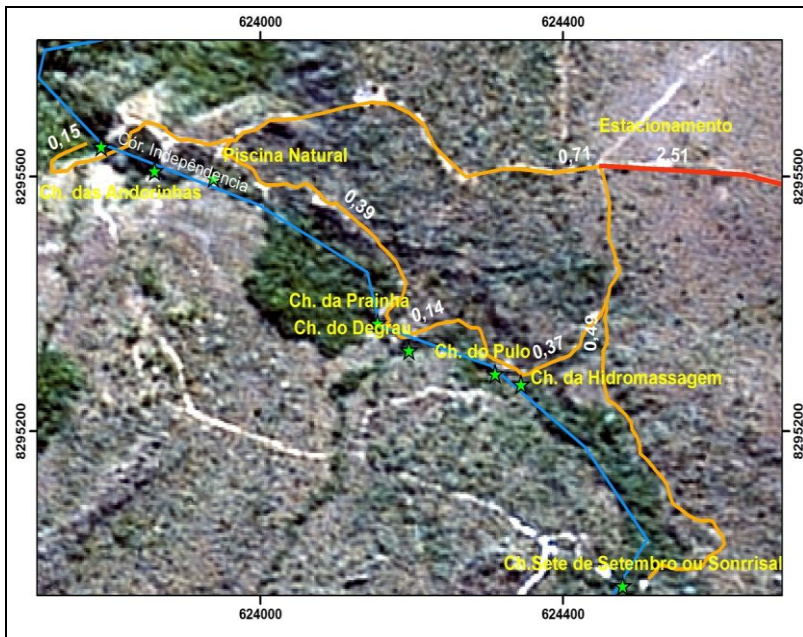 624000
624400
Estacionamento
0,15
Cór. Indepêndencia
Piscina Natural
0,71
2,51
8295500
8295500
Ch. das Andorinhas
0,39
Ch. da Prainha
0,14
Ch. do Degrau
Ch. do Pulo
0,37
0,49
Ch. da Hidromassagem
8295200
8295200
Ch.Sete de Setembro ou Sonrrisal
624000
624400